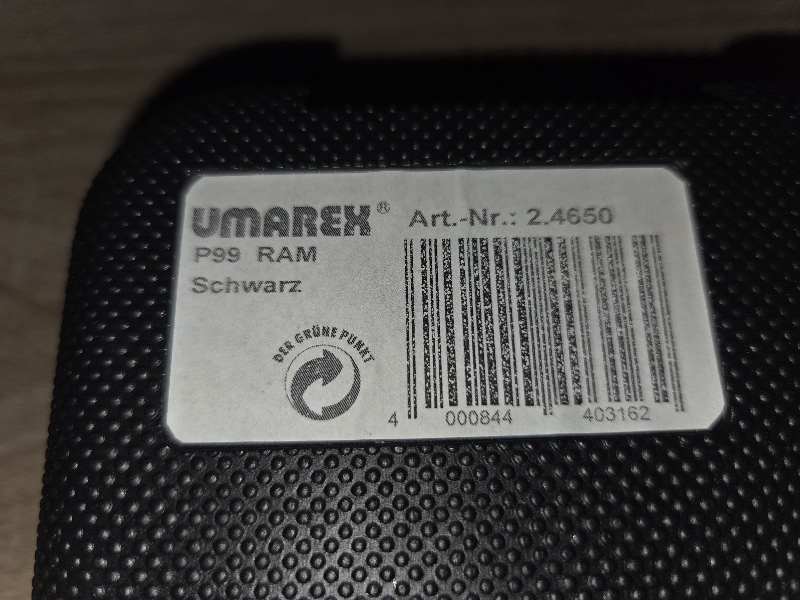 UMAREX® Art.-Nr.: 2.4650
P99 RAM
Schwarz
DER GRÜNE PUNKT
4 000844 403162